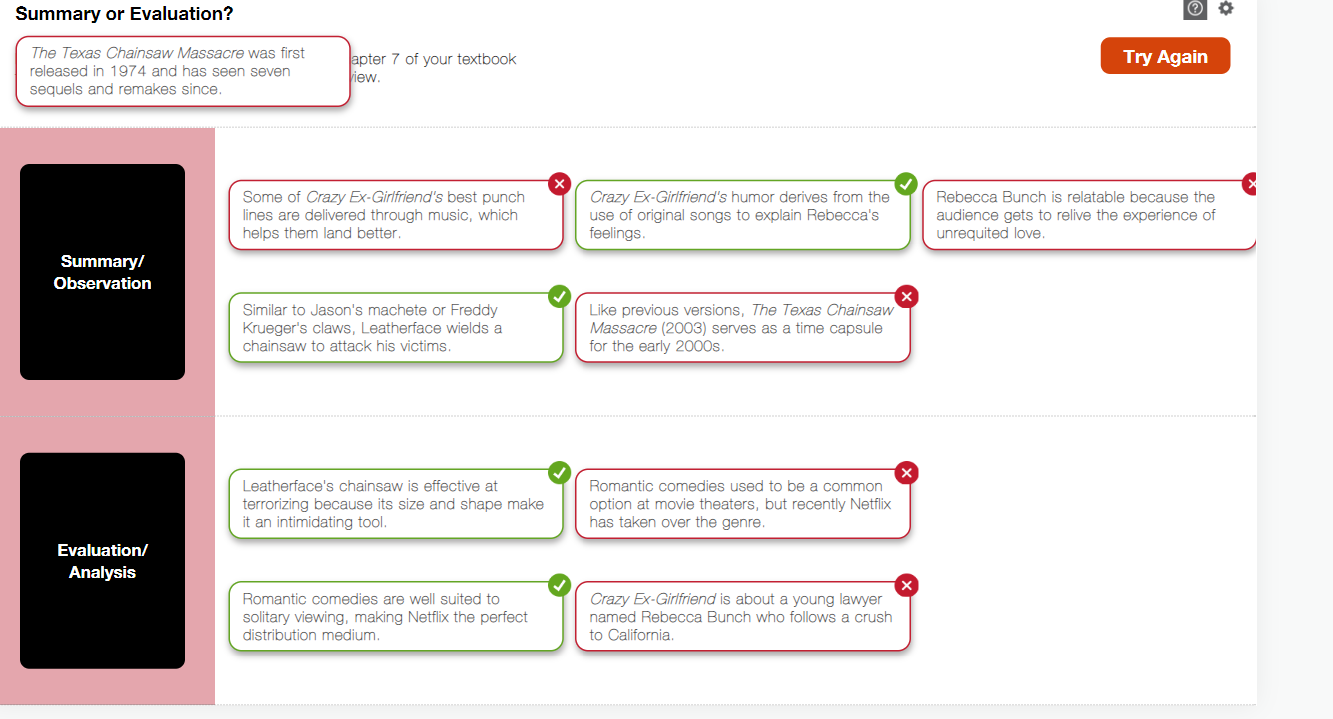 Summary or Evaluation?
The Texas Chainsaw Massacre was first
released in 1974 and has seen seven
sequels and remakes since.
apter 7 of your textbook
iew.
Try Again
Summary/
Observation
Some of Crazy Ex-Girlfriend's best punch
lines are delivered through music, which
helps them land better.
Crazy Ex-Girlfriend's humor derives from the
use of original songs to explain Rebecca's
feelings.
Rebecca Bunch is relatable because the
audience gets to relive the experience of
unrequited love.
Similar to Jason's machete or Freddy
Krueger's claws, Leatherface wields a
chainsaw to attack his victims.
Like previous versions, The Texas Chainsaw
Massacre (2003) serves as a time capsule
for the early 2000s.
Evaluation/
Analysis
Leatherface's chainsaw is effective at
terrorizing because its size and shape make
it an intimidating tool.
Romantic comedies used to be a common
option at movie theaters, but recently Netflix
has taken over the genre.
Romantic comedies are well suited to
solitary viewing, making Netflix the perfect
distribution medium.
Crazy Ex-Girlfriend is about a young lawyer
named Rebecca Bunch who follows a crush
to California.